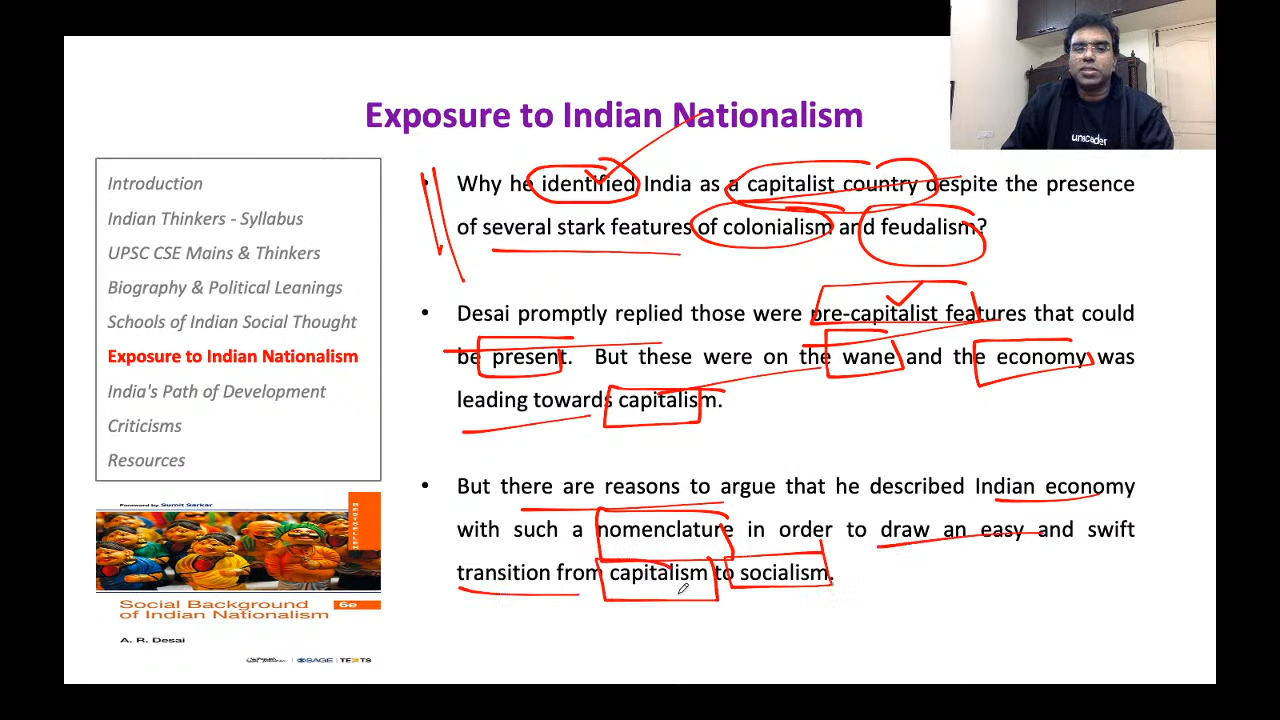 unacader
Exposure to Indian Nationalism
Introduction
Indian Thinkers - Syllabus
UPSC CSE Mains & Thinkers
Biography & Political Leanings
Schools of Indian Social Thought
Exposure to Indian Nationalism
India's Path of Development
Criticisms
Resources
• Why he identified India as a capitalist country despite the presence
of several stark features of colonialism and feudalism?
• Desai promptly replied those were pre-capitalist features that could
be present. But these were on the wane and the economy was
leading towards capitalism.
• But there are reasons to argue that he described Indian economy
with such a nomenclature in order to draw an easy and swift
transition from capitalism to socialism.
Foreword by Sumit Sarkar
Social Background
of Indian Nationalism
6e
A. R. Desai
SAGE | TEXTS